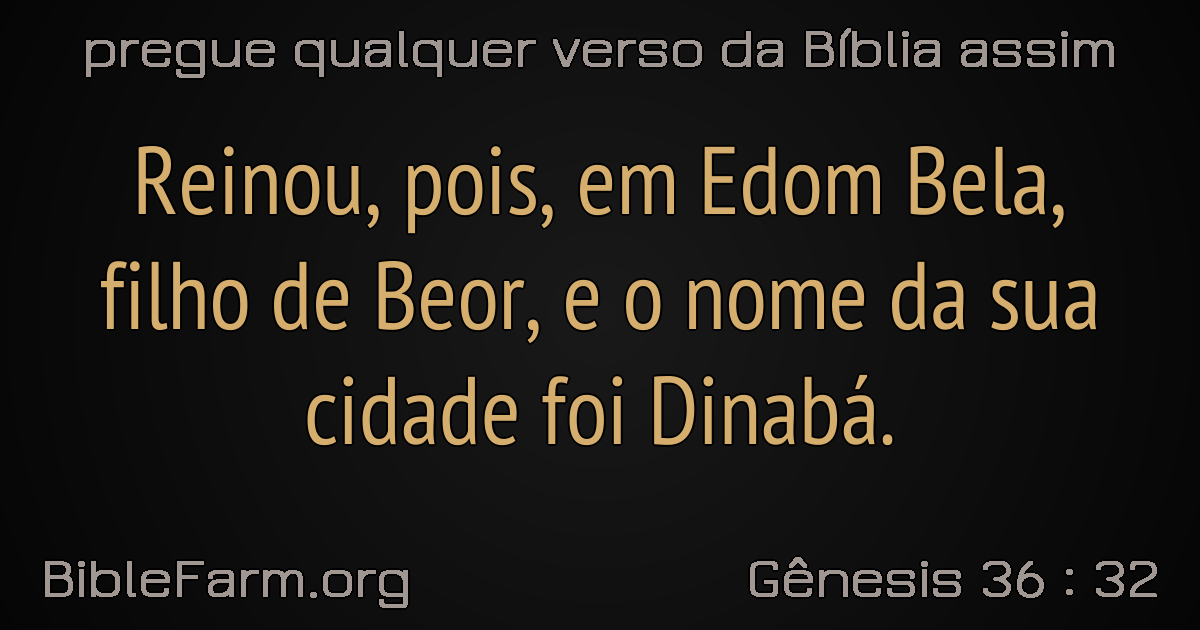 pregue qualquer verso da Bíblia assim
Reinou, pois, em Edom Bela,
filho de Beor, e o nome da sua
cidade foi Dinabá.
BibleFarm.org
Gênesis 36 : 32